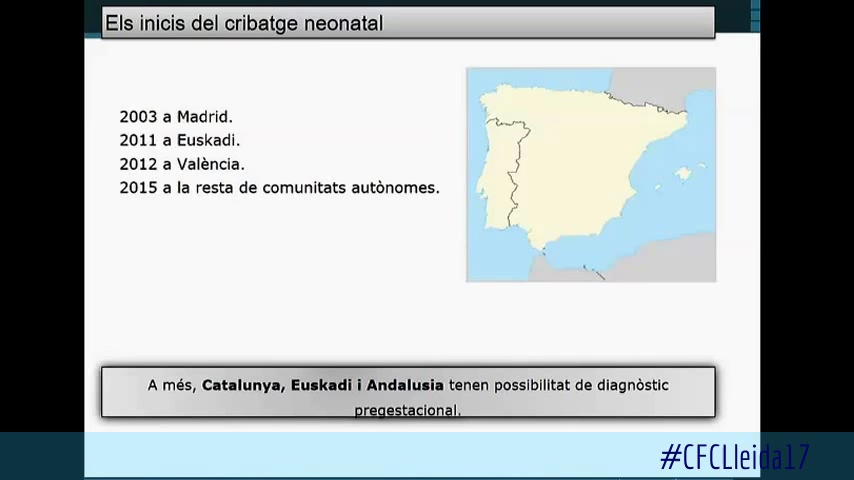 Els inicis del cribatge neonatal
2003 a Madrid.
2011 a Euskadi.
2012 a València.
2015 a la resta de comunitats autònomes.
A més, Catalunya, Euskadi i Andalusia tenen possibilitat de diagnòstic
pregestacional.
#CFCLleida17